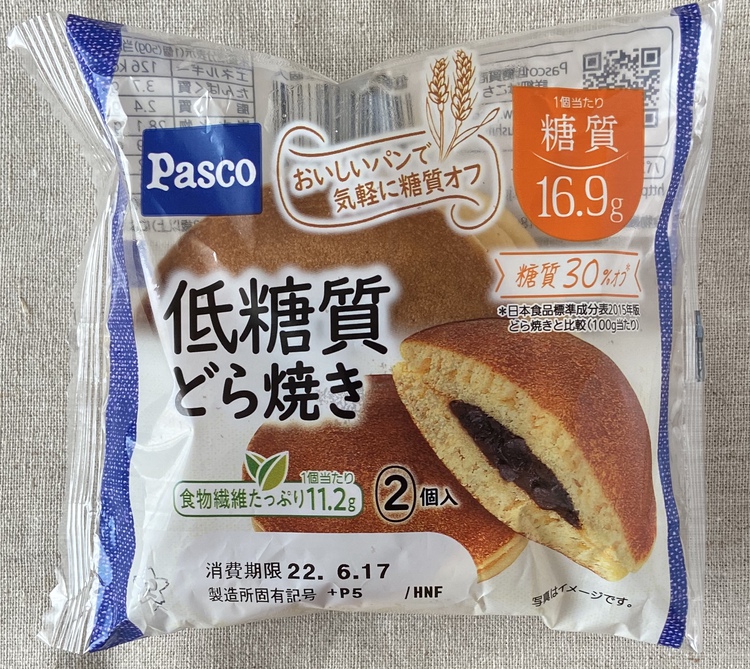 Pasco
おいしいパンで
気軽に糖質オフ
1個当たり
糖質
16.9g
糖質30%オフ*
*日本食品標準成分表2015年版
どら焼きと比較(100g当たり)
低糖質
どら焼き
1個当たり
食物繊維たっぷり11.2g
2個入
消費期限 22. 6.17
製造所固有記号 +P5 /HNF
写真はイメージです。